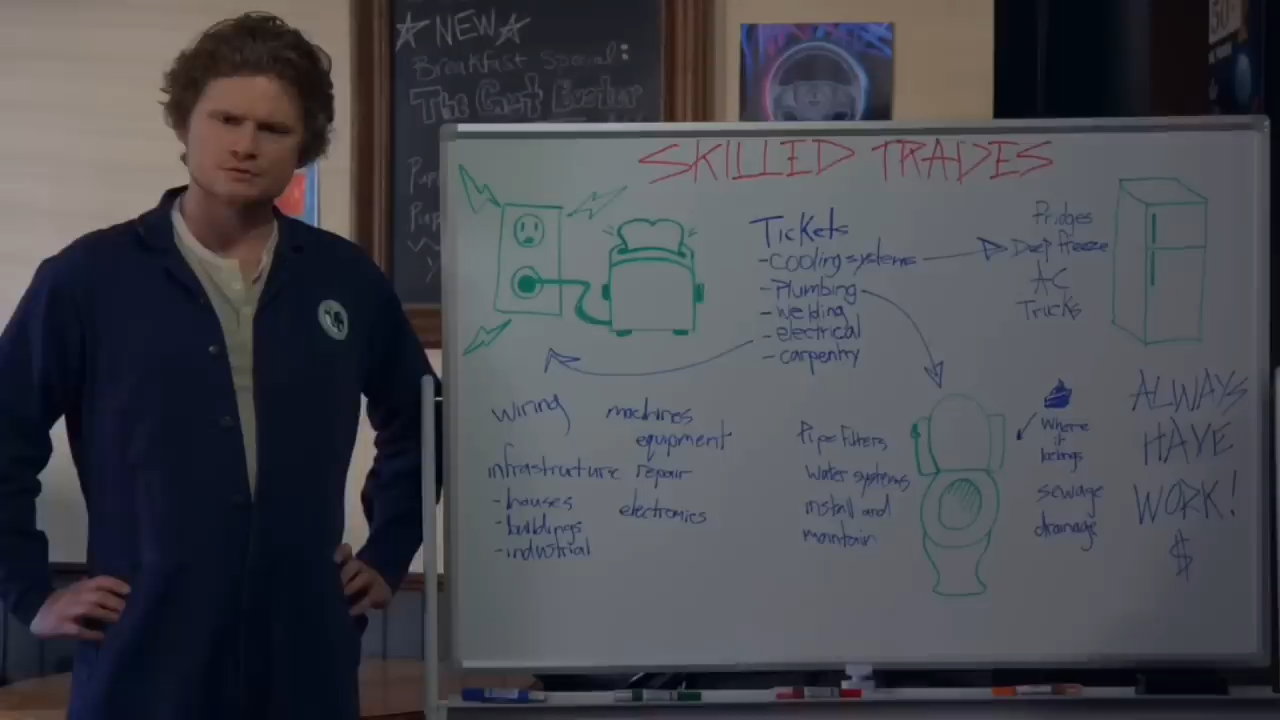 ☆ NEW ☆
Breakfast Special:
The Gut Buster
50
SKILLED TRADES
Tickets
- cooling systems
- Plumbing
- welding
- electrical
- carpentry
Fridges
Deep Freeze
AC
Trucks
wiring
infrastructure
- houses
- buildings
- industrial
machines
equipment
repair
electronics
Pipe Filters
water systems
install and
maintain
Where
it
belongs
sewage
drainage
ALWAYS
HAVE
WORK!
$